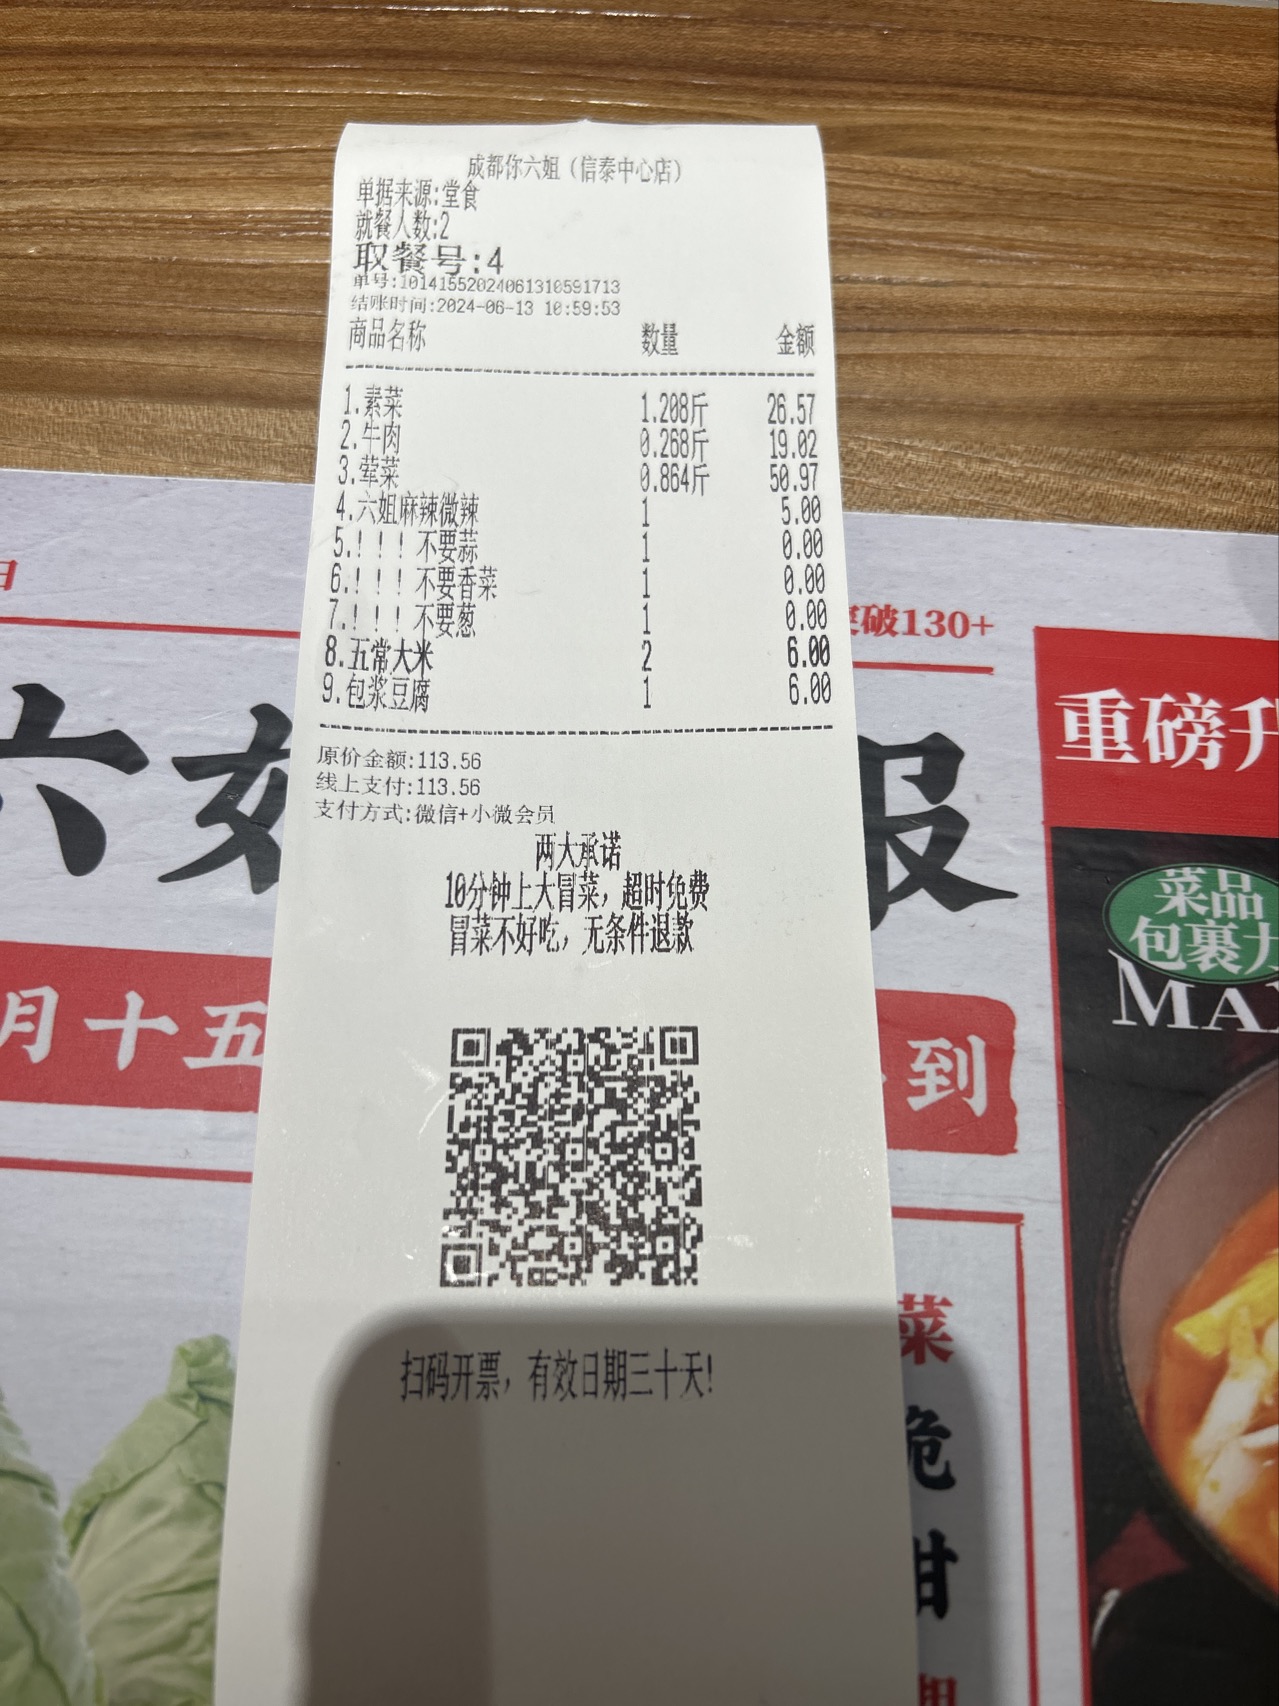 成都你六姐（信泰中心店）
单据来源:堂食
就餐人数:2
取餐号:4
单号:10141552024061310591713
结账时间:2024-06-13 10:59:53
商品名称 数量 金额
1.素菜 1.208斤 26.57
2.牛肉 0.268斤 19.02
3.荤菜 0.864斤 50.97
4.六姐麻辣微辣 1 5.00
5.！！！不要蒜 1 0.00
6.！！！不要香菜 1 0.00
7.！！！不要葱 1 0.00
8.五常大米 2 6.00
9.包浆豆腐 1 6.00
原价金额:113.56
线上支付:113.56
支付方式:微信+小微会员
两大承诺
10分钟上大冒菜，超时免费
冒菜不好吃，无条件退款
扫码开票，有效日期三十天!
日
破130+
六
报
月十五
到
重磅升
菜品
包裹力
MAX
菜
脆
甜